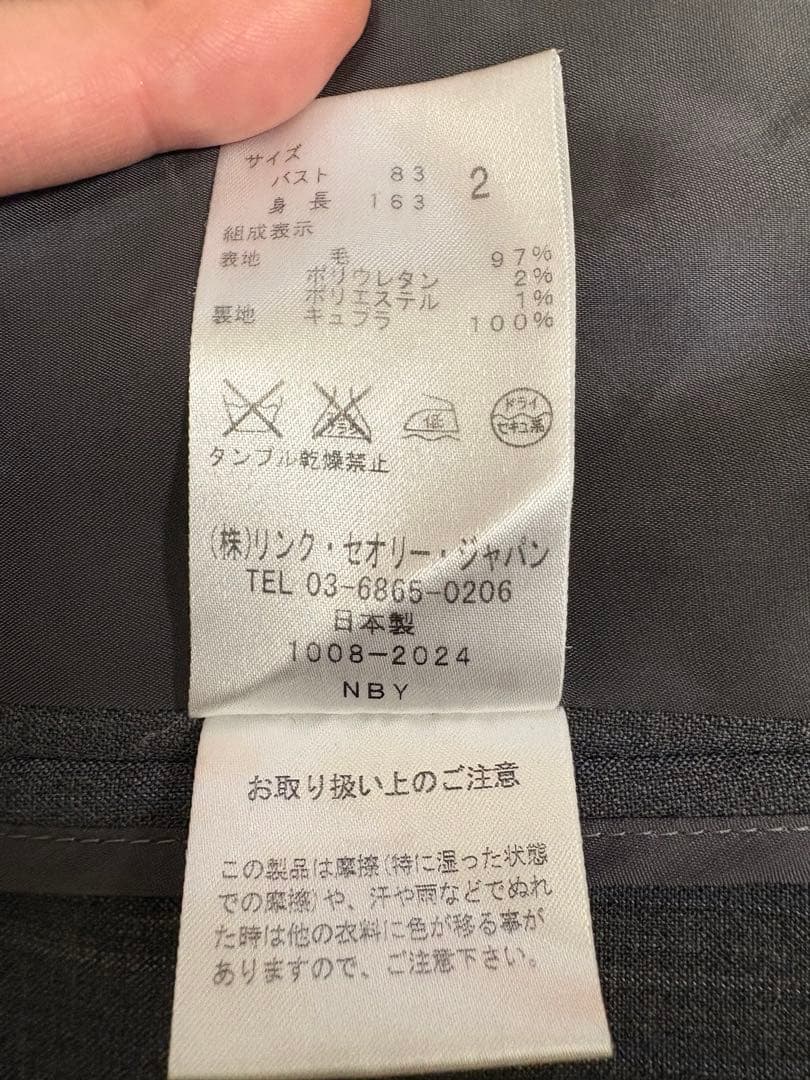 サイズ
バスト 83 2
身長 163
組成表示
表地 毛 97%
ポリウレタン 2%
ポリエステル 1%
裏地 キュプラ 100%
エンソサラシ
低
ドライ
セキユ系
タンブル乾燥禁止
(株)リンク・セオリー・ジャパン
TEL 03-6865-0206
日本製
1008-2024
NBY
お取り扱い上のご注意
この製品は摩擦(特に湿った状態
での摩擦)や、汗や雨などでぬれ
た時は他の衣料に色が移る事が
ありますので、ご注意下さい。